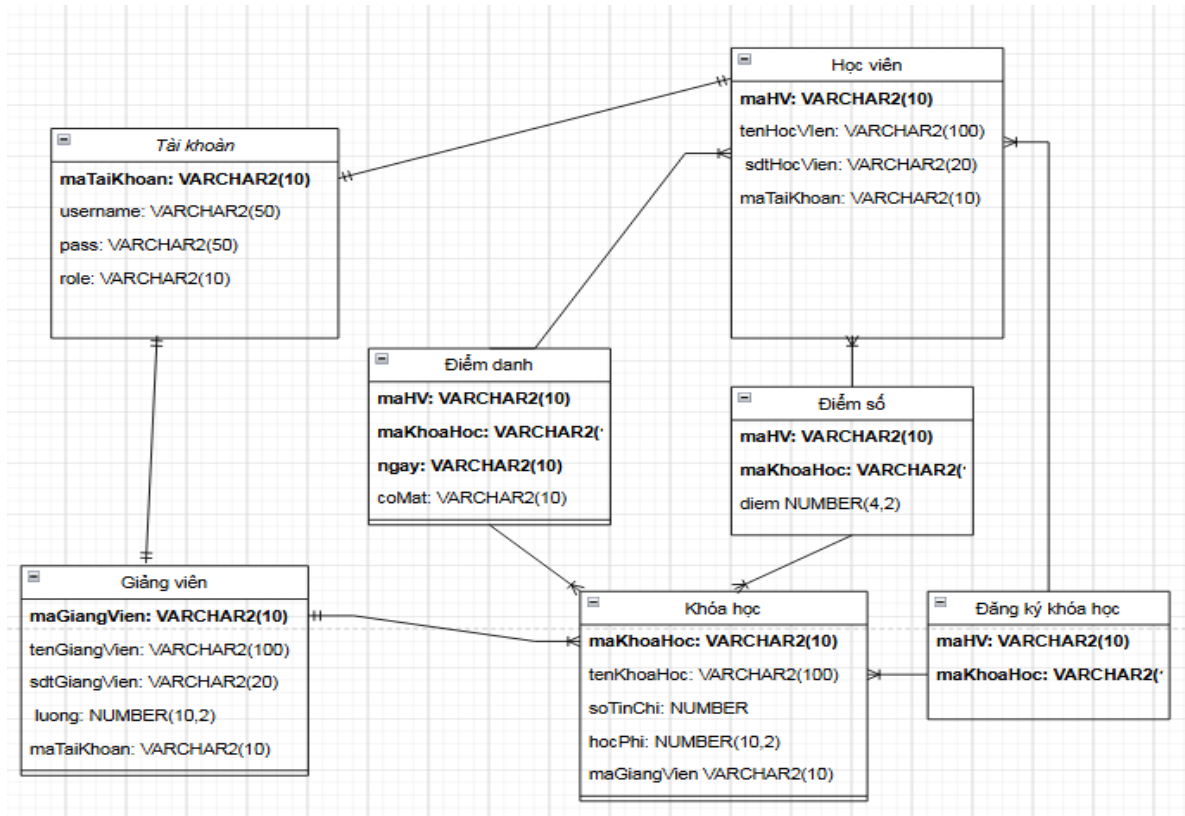 Học viên
maHV: VARCHAR2(10)
tenHocVIen: VARCHAR2(100)
sdtHocVien: VARCHAR2(20)
maTaiKhoan: VARCHAR2(10)
Tài khoàn
maTaiKhoan: VARCHAR2(10)
username: VARCHAR2(50)
pass: VARCHAR2(50)
role: VARCHAR2(10)
Điểm danh
maHV: VARCHAR2(10)
maKhoaHoc: VARCHAR2(
ngay: VARCHAR2(10)
coMat: VARCHAR2(10)
Điểm số
maHV: VARCHAR2(10)
maKhoaHoc: VARCHAR2(
diem NUMBER(4,2)
Giảng viên
maGiangVien: VARCHAR2(10)
tenGiangVien: VARCHAR2(100)
sdtGiangVien: VARCHAR2(20)
luong: NUMBER(10,2)
maTaiKhoan: VARCHAR2(10)
Khóa học
maKhoaHoc: VARCHAR2(10)
tenKhoaHoc: VARCHAR2(100)
soTinChi: NUMBER
hocPhi: NUMBER(10,2)
maGiangVien VARCHAR2(10)
Đăng ký khóa học
maHV: VARCHAR2(10)
maKhoaHoc: VARCHAR2(